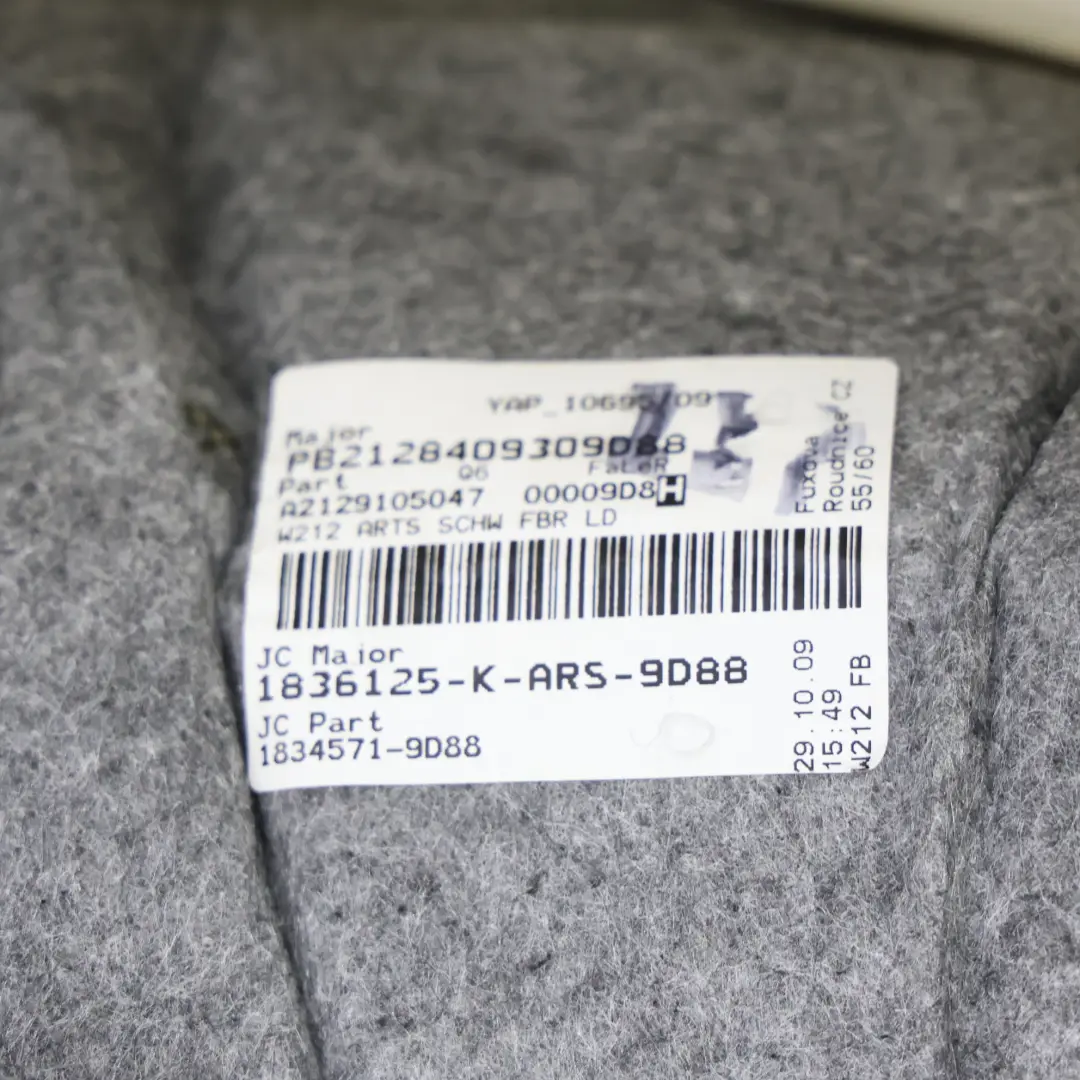 YAP_10695/09
Major
PB2128409309D88
Part Q6 FaLeR
A2129105047 00009D8H
W212 ARTS SCHW FBR LD
JC Major
1836125-K-ARS-9D88
JC Part
1834571-9D88
Fuxova
Roudnice CZ
55/60
29.10.09
15:49
W212 FB